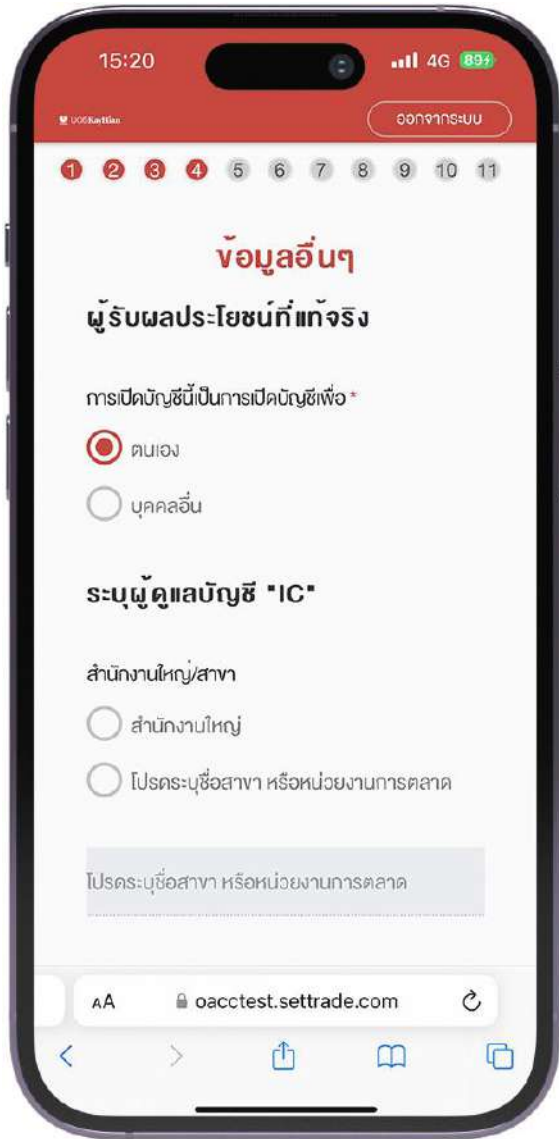 15:20
4G 89
UOBKayHian
ออกจากระบบ
1 2 3 4 5 6 7 8 9 10 11
ข้อมูลอื่นๆ
ผู้รับผลประโยชน์ที่แท้จริง
การเปิดบัญชีนี้เป็นการเปิดบัญชีเพื่อ *
ตนเอง
บุคคลอื่น
ระบุผู้ดูแลบัญชี "IC"
สำนักงานใหญ่/สาขา
สำนักงานใหญ่
โปรดระบุชื่อสาขา หรือหน่วยงานการตลาด
โปรดระบุชื่อสาขา หรือหน่วยงานการตลาด
AA oacctest.settrade.com